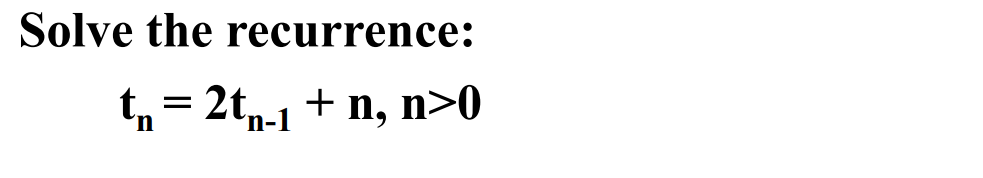 Solve the recurrence:
tₙ = 2tₙ₋₁ + n, n>0